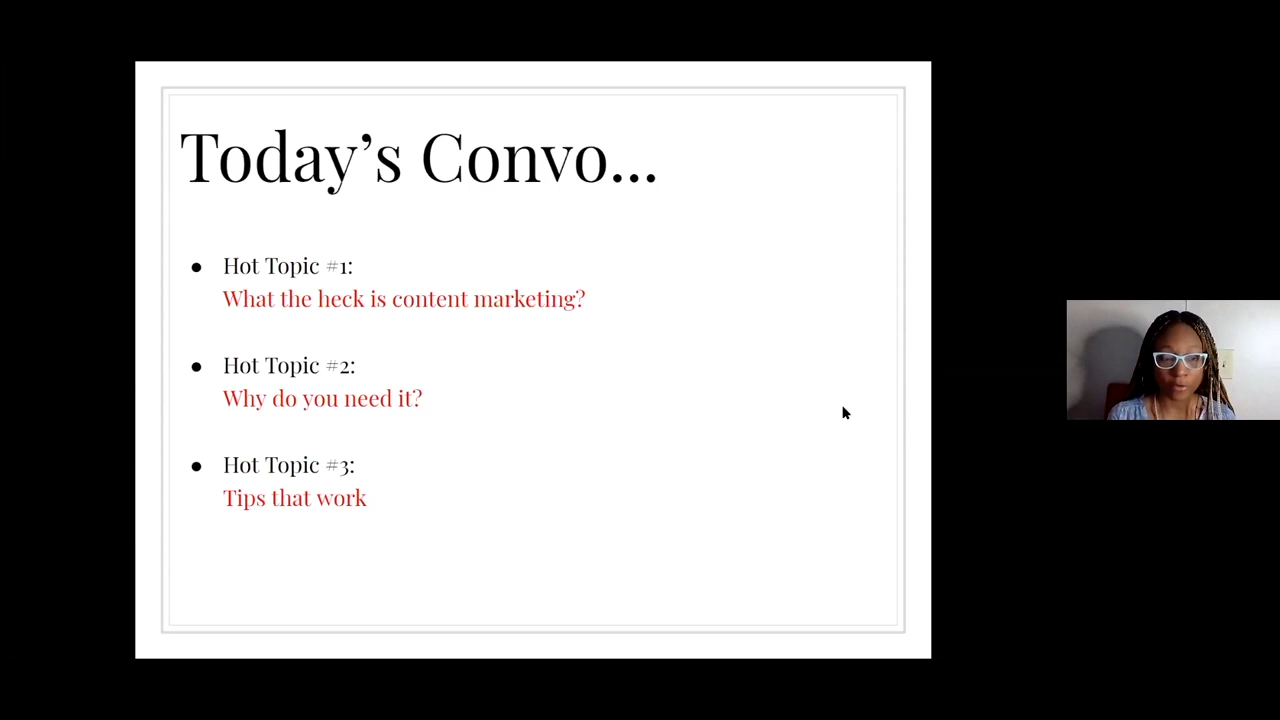 Today’s Convo...
● Hot Topic #1:
What the heck is content marketing?
● Hot Topic #2:
Why do you need it?
● Hot Topic #3:
Tips that work